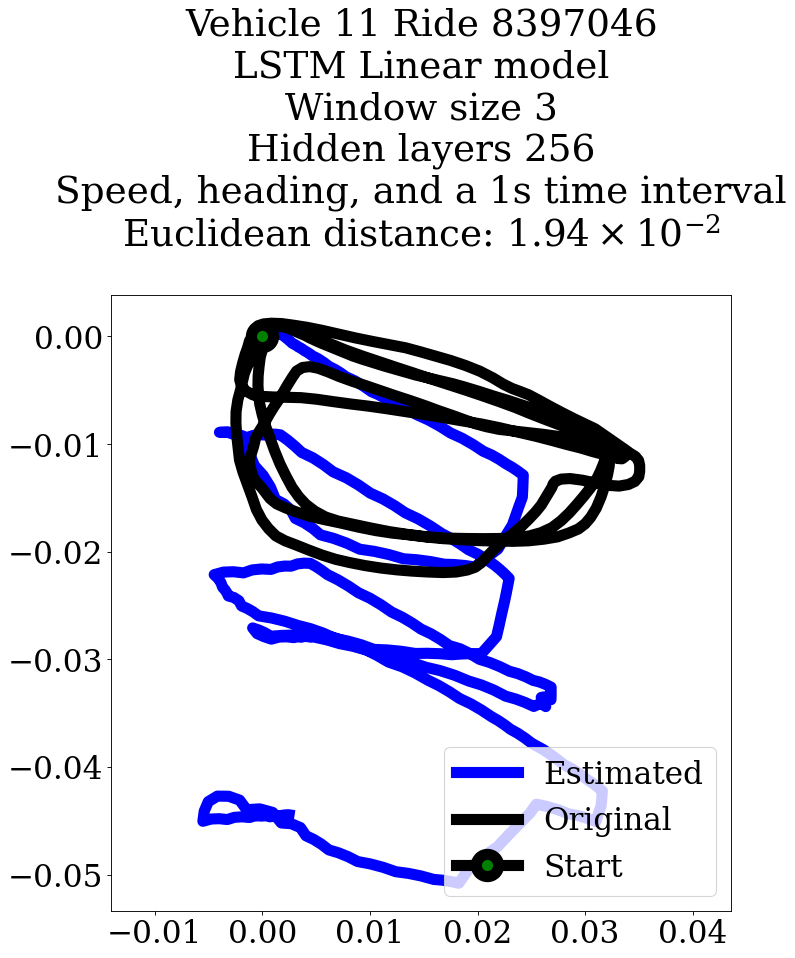 Vehicle 11 Ride 8397046
LSTM Linear model
Window size 3
Hidden layers 256
Speed, heading, and a 1s time interval
Euclidean distance: 1.94 × 10⁻²
0.00
−0.01
−0.02
−0.03
−0.04
−0.05
Estimated
Original
Start
−0.01 0.00 0.01 0.02 0.03 0.04